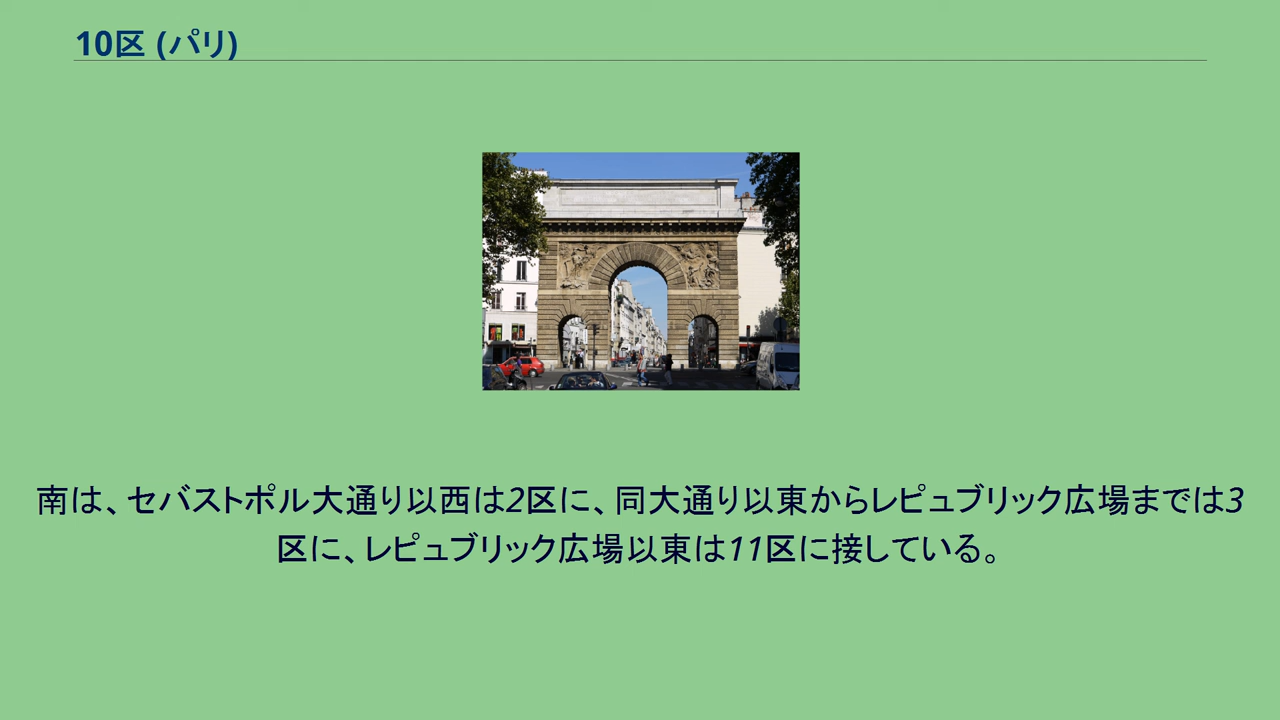 10区 (パリ)
南は、セバストポル大通り以西は2区に、同大通り以東からレピュブリック広場までは3
区に、レピュブリック広場以東は11区に接している。